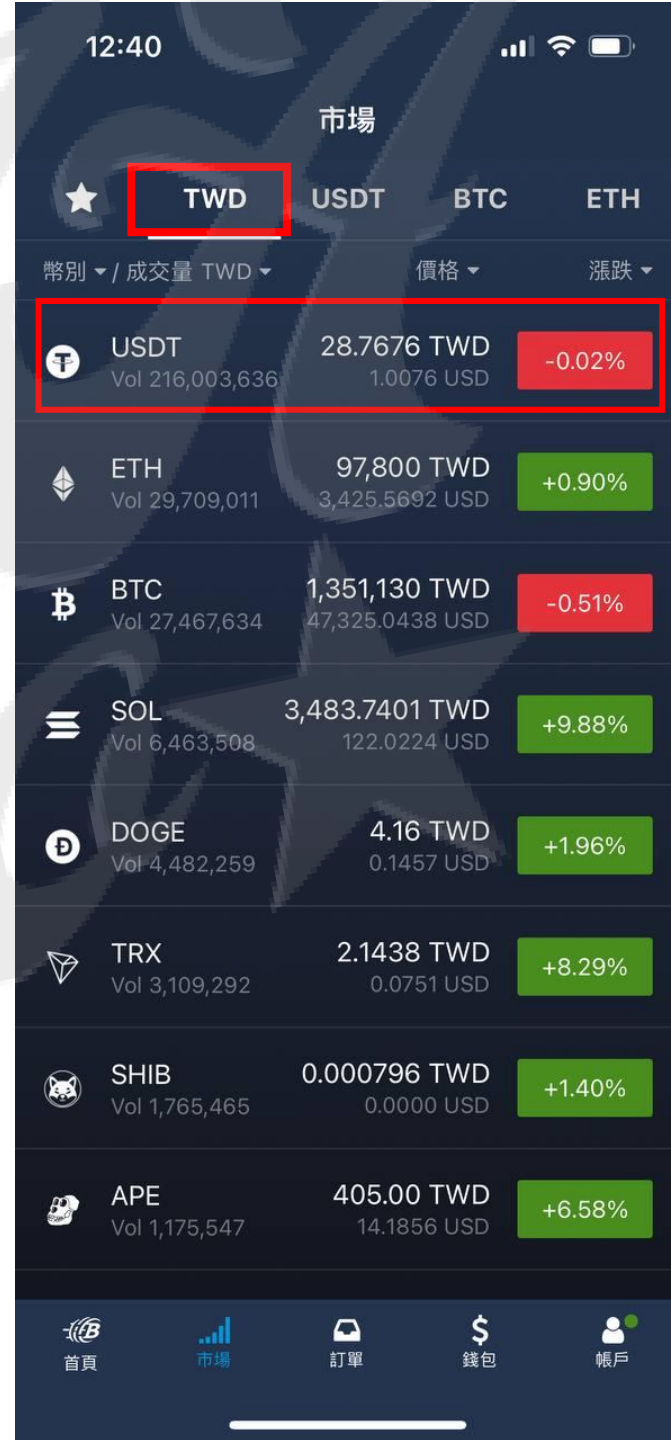 12:40
市場
TWD USDT BTC ETH
幣別 / 成交量 TWD 價格 漲跌
USDT 28.7676 TWD -0.02%
Vol 216,003,636 1.0076 USD
ETH 97,800 TWD +0.90%
Vol 29,709,011 3,425.5692 USD
BTC 1,351,130 TWD -0.51%
Vol 27,467,634 47,325.0438 USD
SOL 3,483.7401 TWD +9.88%
Vol 6,463,508 122.0224 USD
DOGE 4.16 TWD +1.96%
Vol 4,482,259 0.1457 USD
TRX 2.1438 TWD +8.29%
Vol 3,109,292 0.0751 USD
SHIB 0.000796 TWD +1.40%
Vol 1,765,465 0.0000 USD
APE 405.00 TWD +6.58%
Vol 1,175,547 14.1856 USD
首頁 市場 訂單 錢包 帳戶